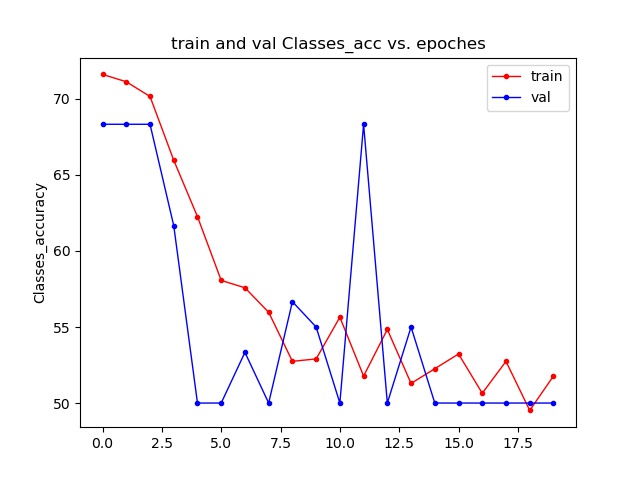 train and val Classes_acc vs. epoches
train
val
Classes_accuracy
70
65
60
55
50
0.0 2.5 5.0 7.5 10.0 12.5 15.0 17.5